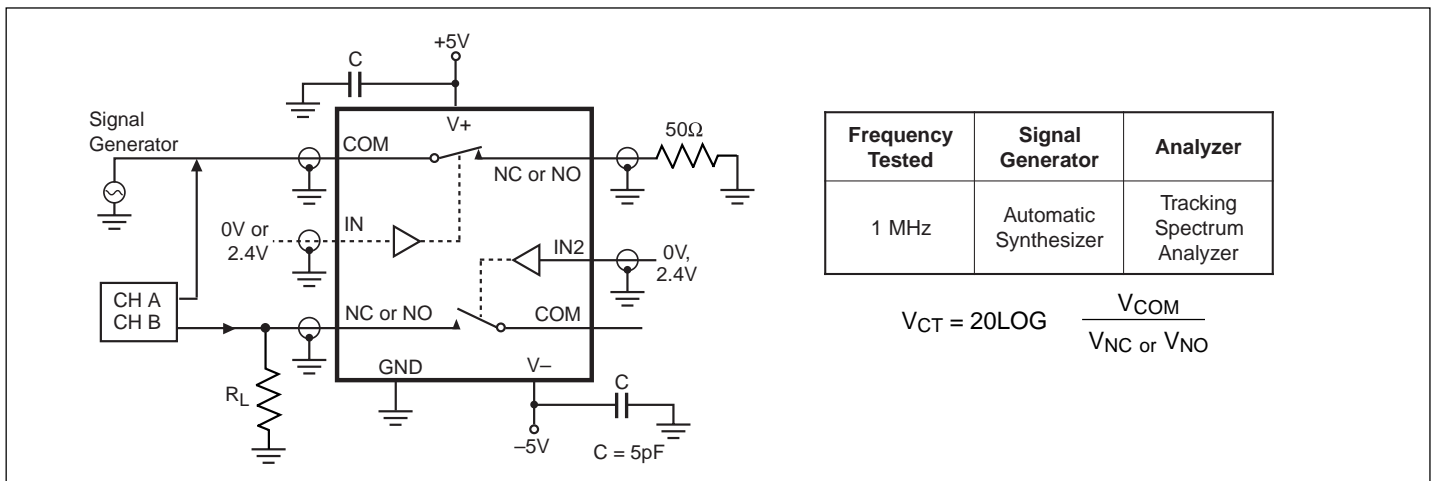 +5V
C
V+
Signal
Generator
COM
50Ω
NC or NO
0V or
2.4V
IN
IN2
0V,
2.4V
CH A
CH B
NC or NO
COM
GND
V–
C
RL
–5V
C = 5pF
Frequency
Tested
Signal
Generator
Analyzer
1 MHz
Automatic
Synthesizer
Tracking
Spectrum
Analyzer
VCT = 20LOG
VCOM
VNC or VNO